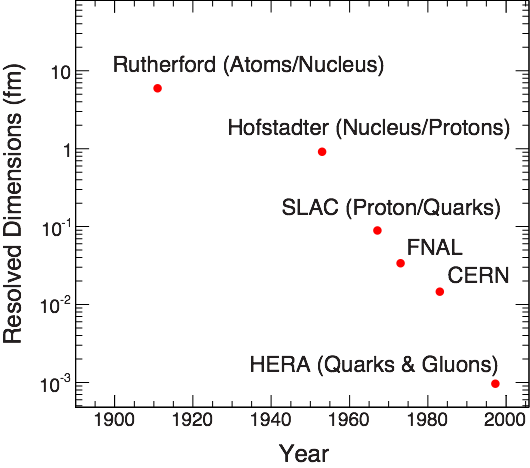 Resolved Dimensions (fm)
10
1
10-1
10-2
10-3
Rutherford (Atoms/Nucleus)
Hofstadter (Nucleus/Protons)
SLAC (Proton/Quarks)
FNAL
CERN
HERA (Quarks & Gluons)
1900 1920 1940 1960 1980 2000
Year